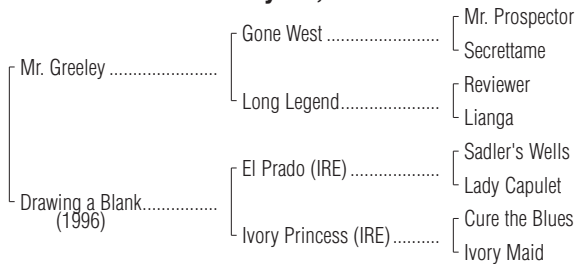 Mr. Prospector
Gone West
Secrettame
Mr. Greeley
Reviewer
Long Legend
Lianga
Sadler's Wells
El Prado (IRE)
Lady Capulet
Drawing a Blank
(1996)
Cure the Blues
Ivory Princess (IRE)
Ivory Maid